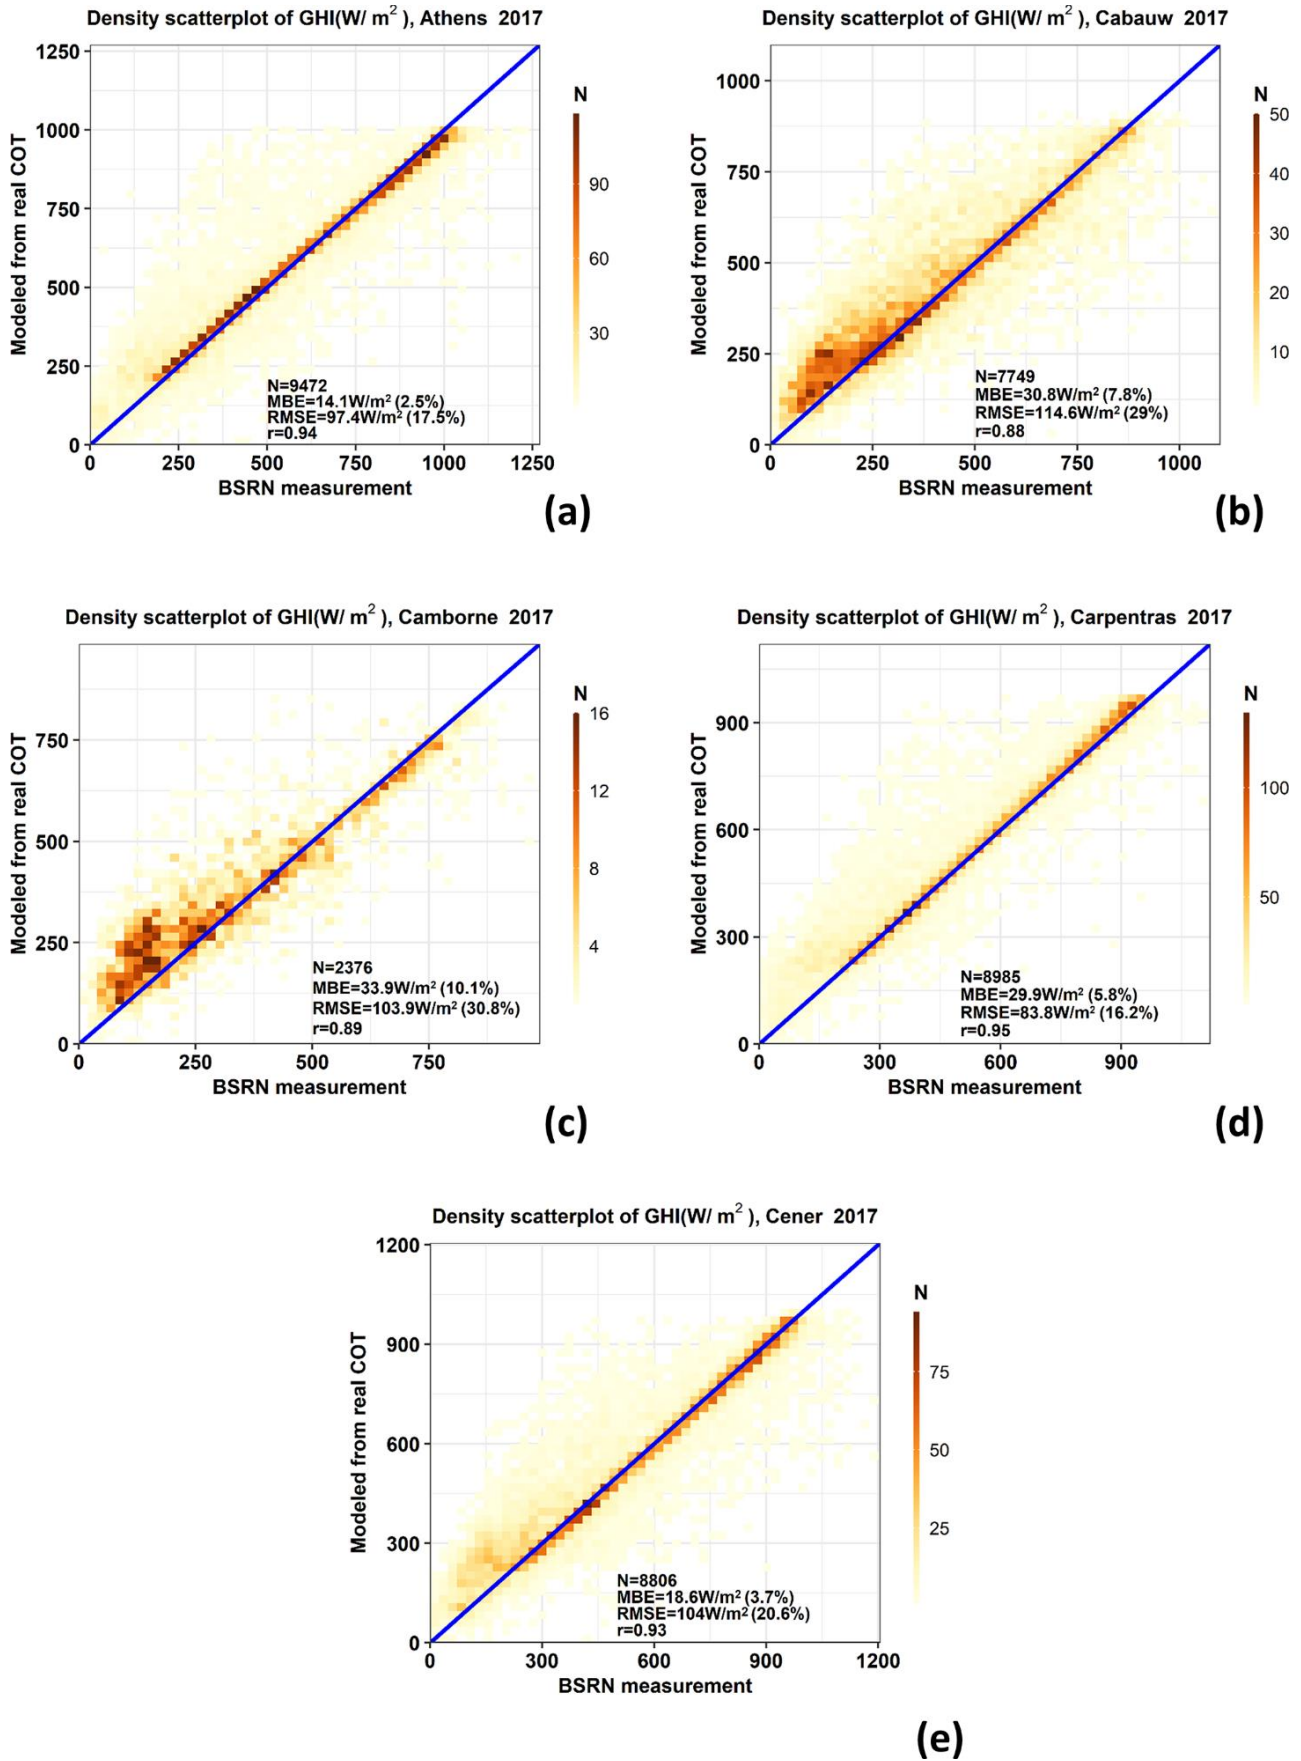 Density scatterplot of GHI(W/ m² ), Athens 2017
1250
1000
750
500
250
0
Modeled from real COT
0 250 500 750 1000 1250
BSRN measurement
N=9472
MBE=14.1W/m² (2.5%)
RMSE=97.4W/m² (17.5%)
r=0.94
N
90
60
30
(a)
Density scatterplot of GHI(W/ m² ), Cabauw 2017
1000
750
500
250
0
Modeled from real COT
0 250 500 750 1000
BSRN measurement
N=7749
MBE=30.8W/m² (7.8%)
RMSE=114.6W/m² (29%)
r=0.88
N
50
40
30
20
10
(b)
Density scatterplot of GHI(W/ m² ), Camborne 2017
750
500
250
0
Modeled from real COT
0 250 500 750
BSRN measurement
N=2376
MBE=33.9W/m² (10.1%)
RMSE=103.9W/m² (30.8%)
r=0.89
N
16
12
8
4
(c)
Density scatterplot of GHI(W/ m² ), Carpentras 2017
900
600
300
0
Modeled from real COT
0 300 600 900
BSRN measurement
N=8985
MBE=29.9W/m² (5.8%)
RMSE=83.8W/m² (16.2%)
r=0.95
N
100
50
(d)
Density scatterplot of GHI(W/ m² ), Cener 2017
1200
900
600
300
0
Modeled from real COT
0 300 600 900 1200
BSRN measurement
N=8806
MBE=18.6W/m² (3.7%)
RMSE=104W/m² (20.6%)
r=0.93
N
75
50
25
(e)